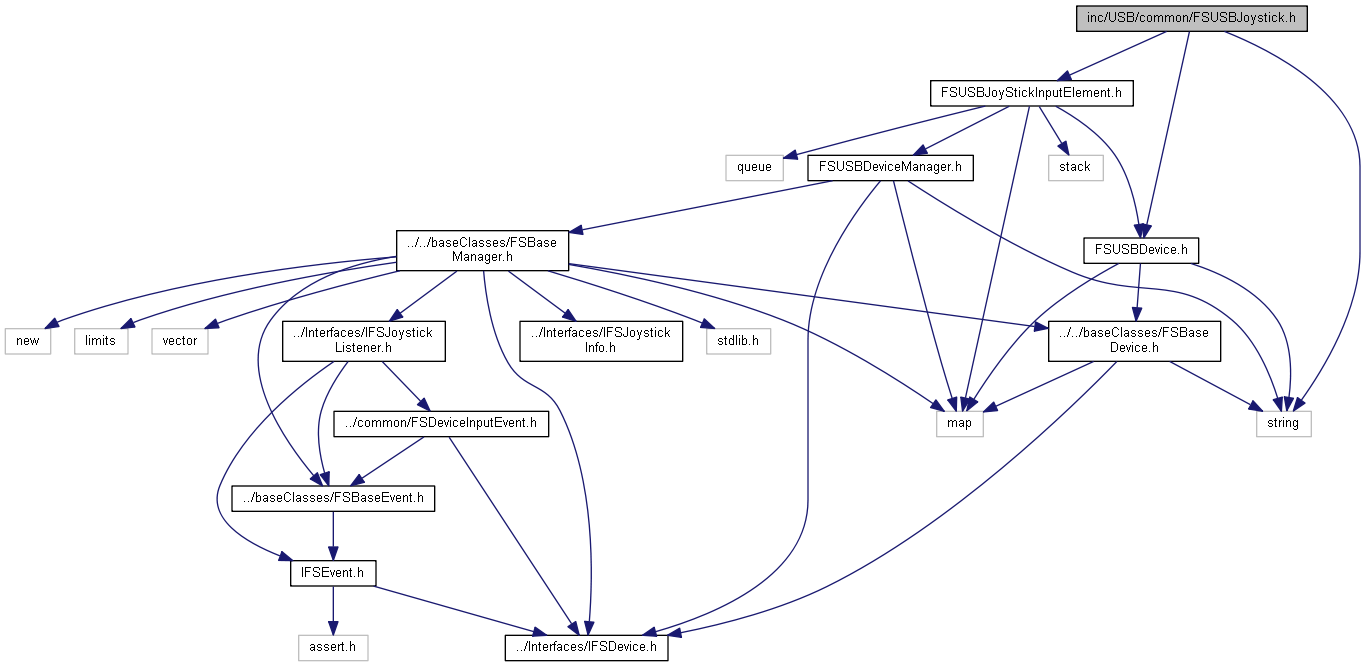 inc/USB/common/FSUSBJoystick.h
FSUSBJoyStickInputElement.h
queue
FSUSBDeviceManager.h
stack
../../baseClasses/FSBase
Manager.h
FSUSBDevice.h
new
limits
vector
../Interfaces/IFSJoystick
Listener.h
../Interfaces/IFSJoystick
Info.h
stdlib.h
../../baseClasses/FSBase
Device.h
../common/FSDeviceInputEvent.h
map
string
../baseClasses/FSBaseEvent.h
IFSEvent.h
assert.h
../Interfaces/IFSDevice.h